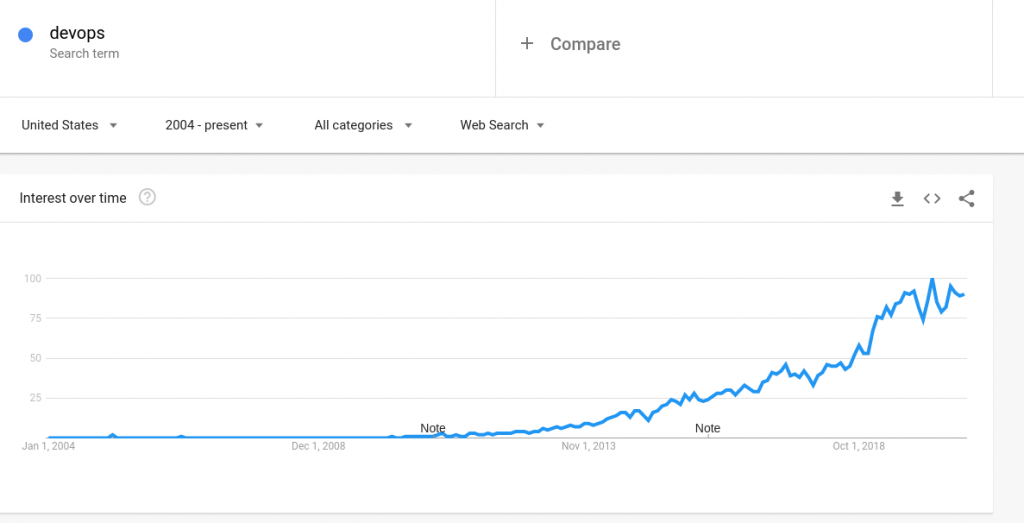 devops
Search term
+ Compare
United States
2004 - present
All categories
Web Search
Interest over time
?
100
75
50
25
Note
Note
Jan 1, 2004
Dec 1, 2008
Nov 1, 2013
Oct 1, 2018